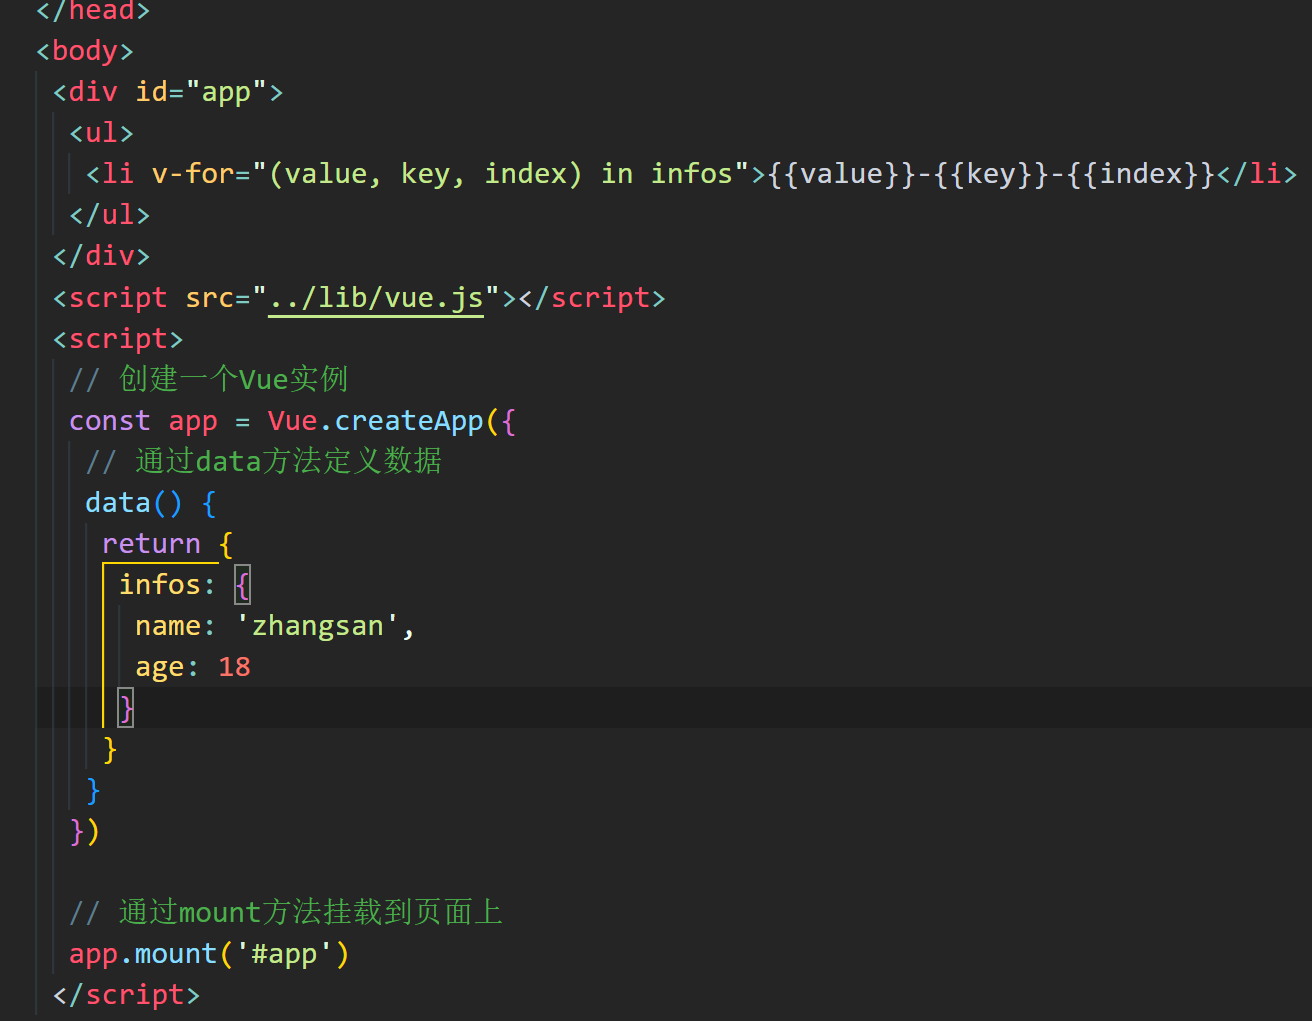 </head>
<body>
<div id="app">
<ul>
<li v-for="(value, key, index) in infos">{{value}}-{{key}}-{{index}}</li>
</ul>
</div>
<script src="../lib/vue.js"></script>
<script>
// 创建一个Vue实例
const app = Vue.createApp({
// 通过data方法定义数据
data() {
return {
infos: {
name: 'zhangsan',
age: 18
}
}
}
})
// 通过mount方法挂载到页面上
app.mount('#app')
</script>